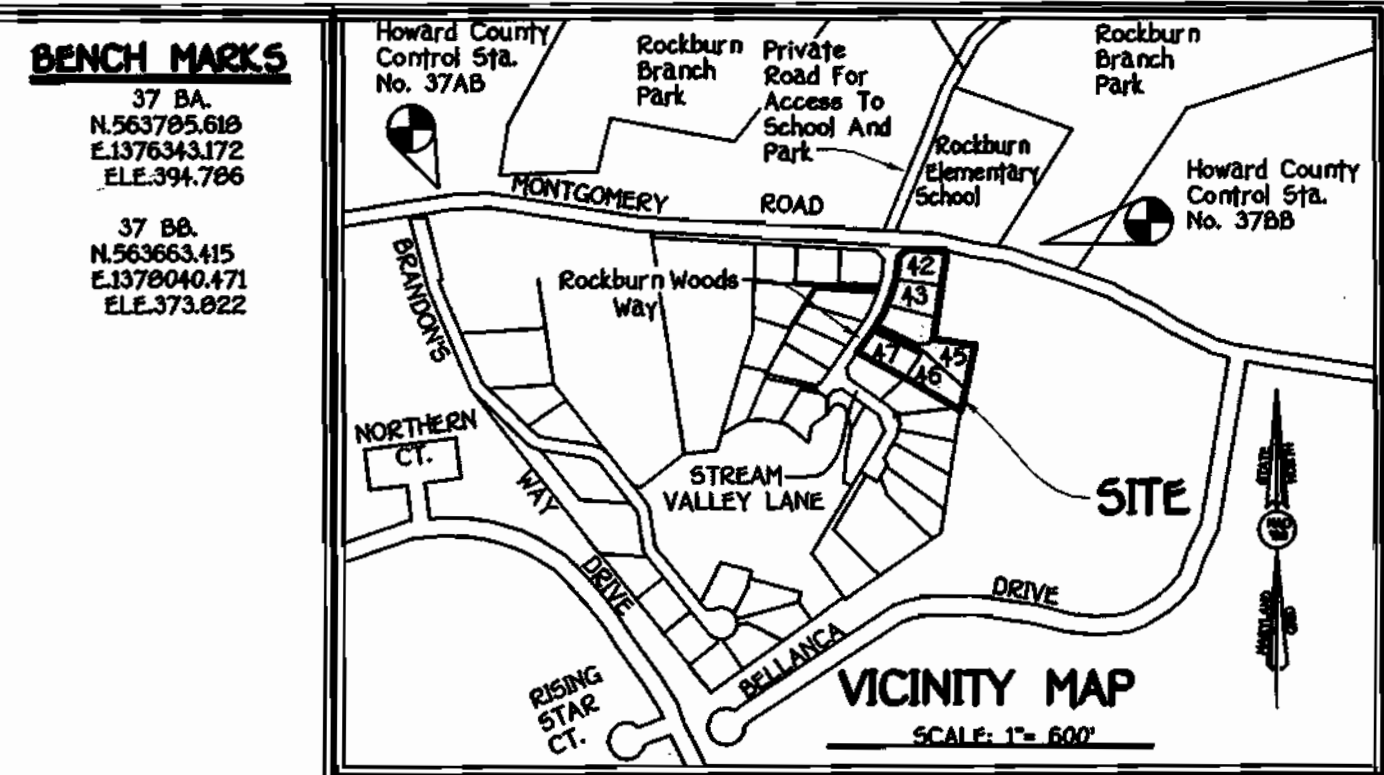 BENCH MARKS
37 BA.
N.563785.618
E.1376343.172
ELE.394.786
37 BB.
N.563663.415
E.1378040.471
ELE.373.822
Howard County
Control Sta.
No. 37AB
Rockburn
Branch
Park
Private
Road For
Access To
School And
Park
Rockburn
Branch
Park
Rockburn
Elementary
School
Howard County
Control Sta.
No. 37BB
MONTGOMERY ROAD
BRANDON'S
WAY
Rockburn Woods
Way
42
43
45
46
47
NORTHERN
CT.
STREAM
VALLEY LANE
SITE
DRIVE
BELLANCA
DRIVE
RISING
STAR
CT.
STATE
NORTH
MARYLAND
GRID
VICINITY MAP
SCALE: 1"= 600'